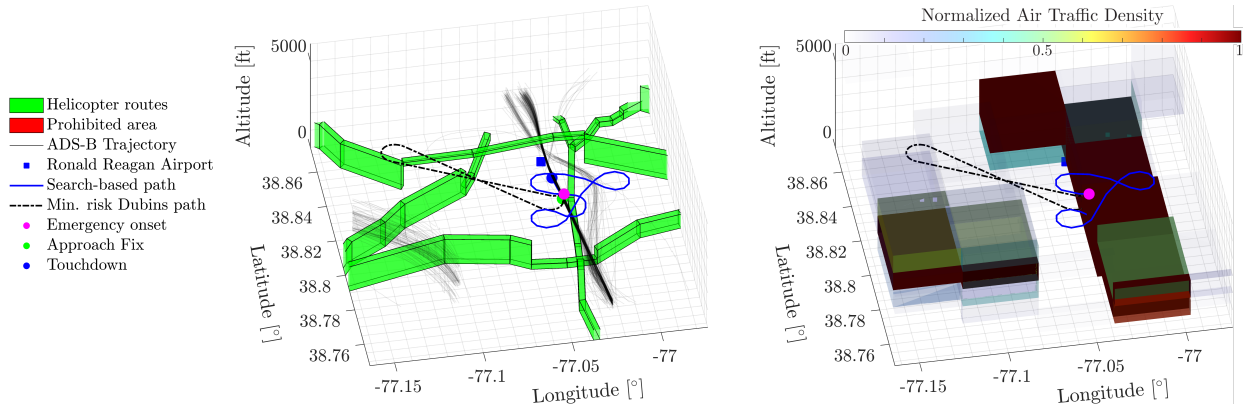 Helicopter routes
Prohibited area
ADS-B Trajectory
Ronald Reagan Airport
Search-based path
Min. risk Dubins path
Emergency onset
Approach Fix
Touchdown
Altitude [ft]
5000
0
38.86
38.84
38.82
38.8
38.78
38.76
Latitude [°]
-77.15
-77.1
-77.05
-77
Longitude [°]
Normalized Air Traffic Density
0
0.5
1
Altitude [ft]
5000
0
38.86
38.84
38.82
38.8
38.78
38.76
Latitude [°]
-77.15
-77.1
-77.05
-77
Longitude [°]